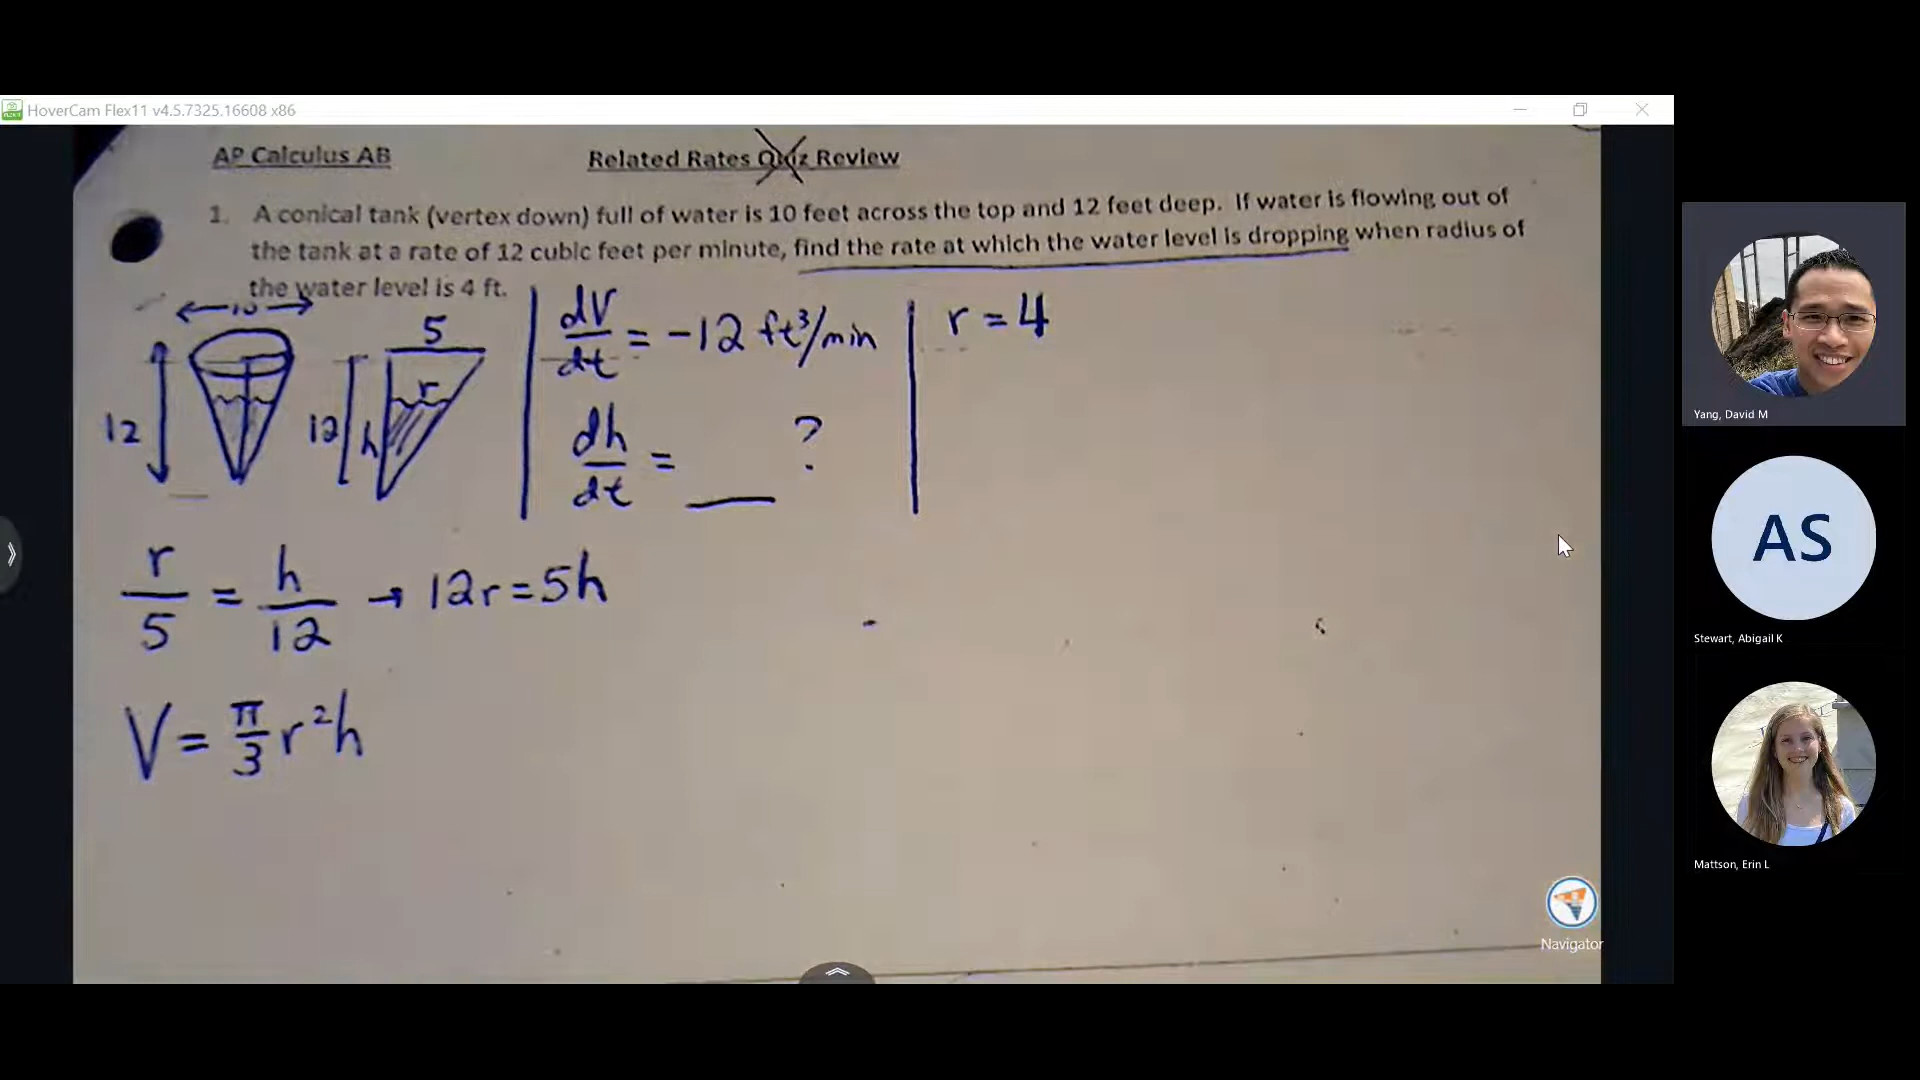 HoverCam Flex11 v4.5.7325.16608 x86
AP Calculus AB Related Rates Quiz Review
1. A conical tank (vertex down) full of water is 10 feet across the top and 12 feet deep. If water is flowing out of
the tank at a rate of 12 cubic feet per minute, find the rate at which the water level is dropping when radius of
the water level is 4 ft.
10
12
5
r
12
h
dV/dt = -12 ft³/min
dh/dt = ___ ?
r = 4
r/5 = h/12 → 12r = 5h
V = π/3 r²h
Yang, David M
AS
Stewart, Abigail K
Mattson, Erin L
Navigator